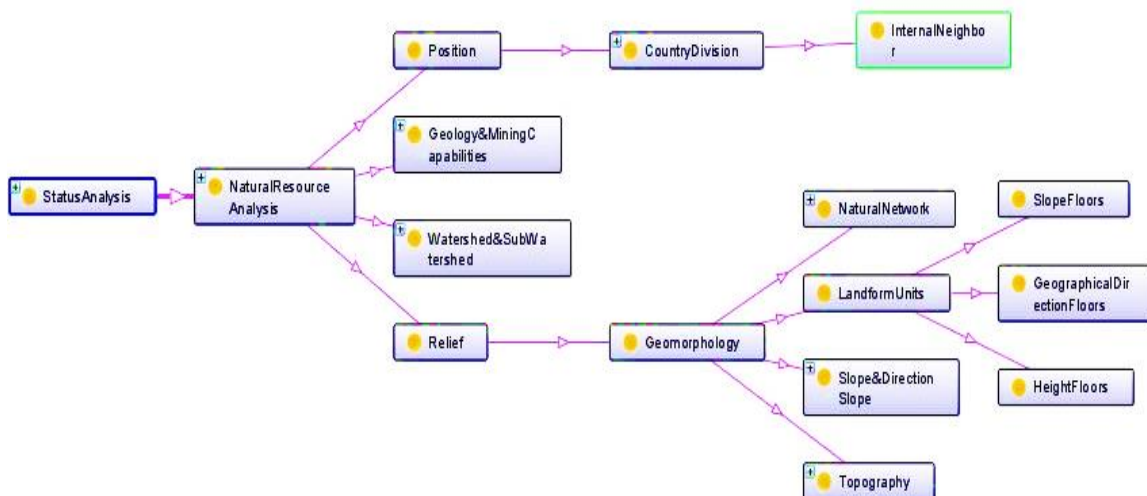 Position
CountryDivision
InternalNeighbo
r
Geology&MiningC
apabilities
StatusAnalysis
NaturalResource
Analysis
Watershed&SubWa
tershed
Relief
Geomorphology
NaturalNetwork
LandformUnits
Slope&Direction
Slope
Topography
SlopeFloors
GeographicalDir
ectionFloors
HeightFloors